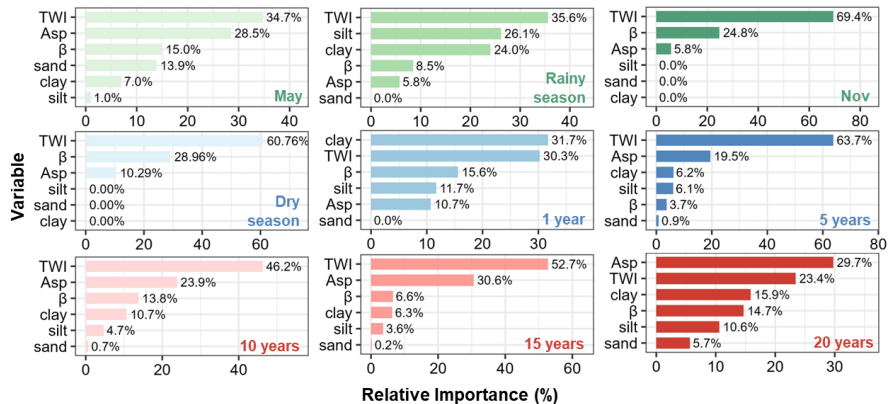 TWI 34.7%
Asp 28.5%
β 15.0%
sand 13.9%
clay 7.0%
silt 1.0%
May
0 10 20 30 40
TWI 35.6%
silt 26.1%
clay 24.0%
β 8.5%
Asp 5.8%
sand 0.0%
Rainy
season
0 10 20 30 40
TWI 69.4%
β 24.8%
Asp 5.8%
silt 0.0%
sand 0.0%
clay 0.0%
Nov
0 20 40 60 80
Variable
TWI 60.76%
β 28.96%
Asp 10.29%
silt 0.00%
sand 0.00%
clay 0.00%
Dry
season
0 20 40 60
clay 31.7%
TWI 30.3%
β 15.6%
silt 11.7%
Asp 10.7%
sand 0.0%
1 year
0 10 20 30
TWI 63.7%
Asp 19.5%
clay 6.2%
silt 6.1%
β 3.7%
sand 0.9%
5 years
0 20 40 60 80
TWI 46.2%
Asp 23.9%
β 13.8%
clay 10.7%
silt 4.7%
sand 0.7%
10 years
0 20 40
TWI 52.7%
Asp 30.6%
β 6.6%
clay 6.3%
silt 3.6%
sand 0.2%
15 years
0 20 40 60
Asp 29.7%
TWI 23.4%
clay 15.9%
β 14.7%
silt 10.6%
sand 5.7%
20 years
0 10 20 30
Relative Importance (%)